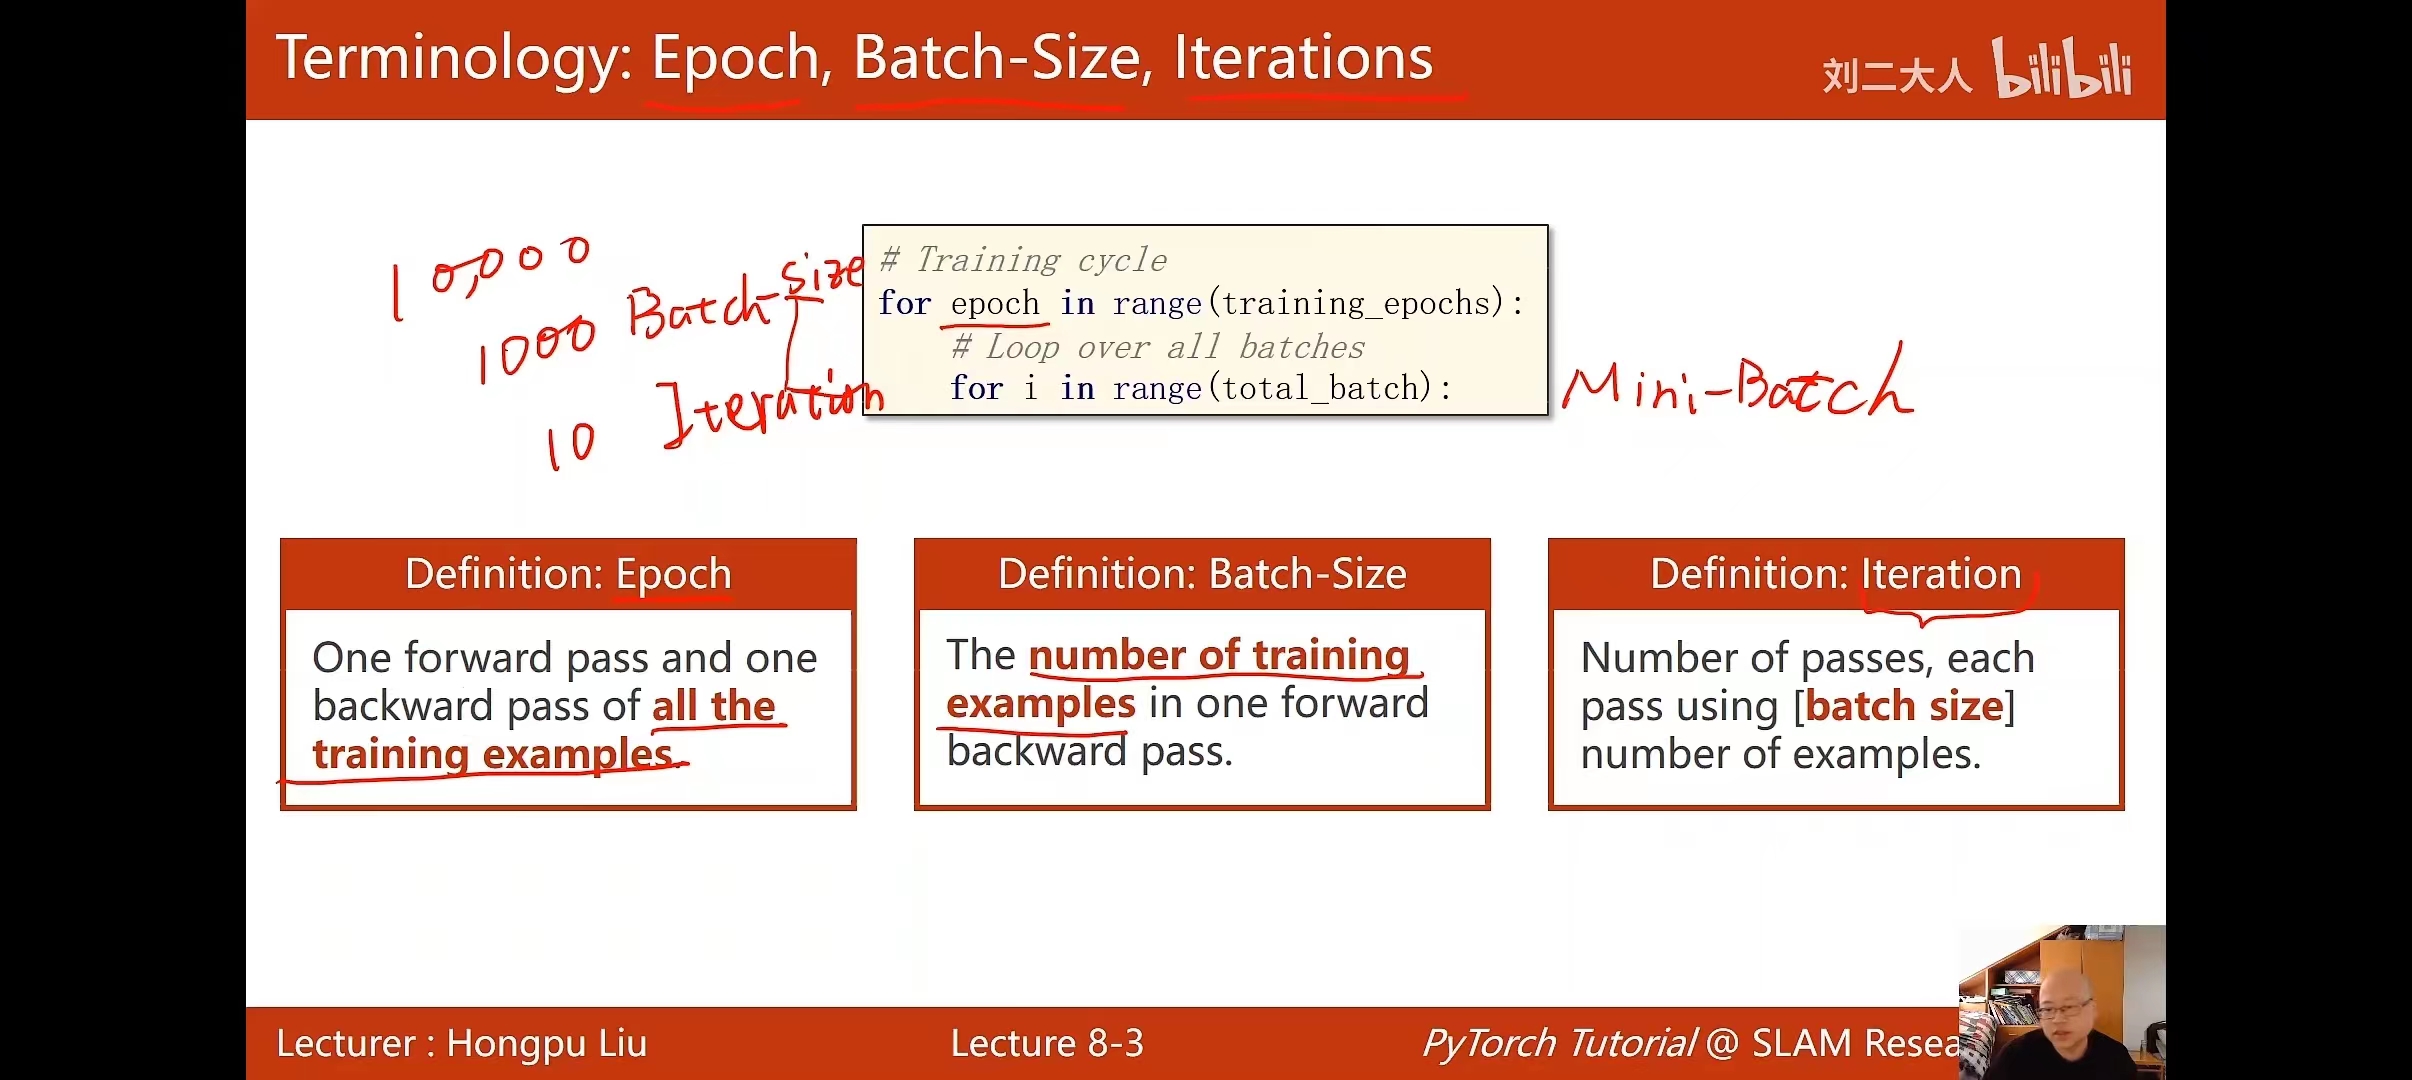 Terminology: Epoch, Batch-Size, Iterations
刘二大人 bilibili
10,000
1000 Batch-size
10 Iteration
# Training cycle
for epoch in range(training_epochs):
# Loop over all batches
for i in range(total_batch):
Mini-Batch
Definition: Epoch
One forward pass and one
backward pass of all the
training examples.
Definition: Batch-Size
The number of training
examples in one forward
backward pass.
Definition: Iteration
Number of passes, each
pass using [batch size]
number of examples.
Lecturer : Hongpu Liu
Lecture 8-3
PyTorch Tutorial @ SLAM Resea